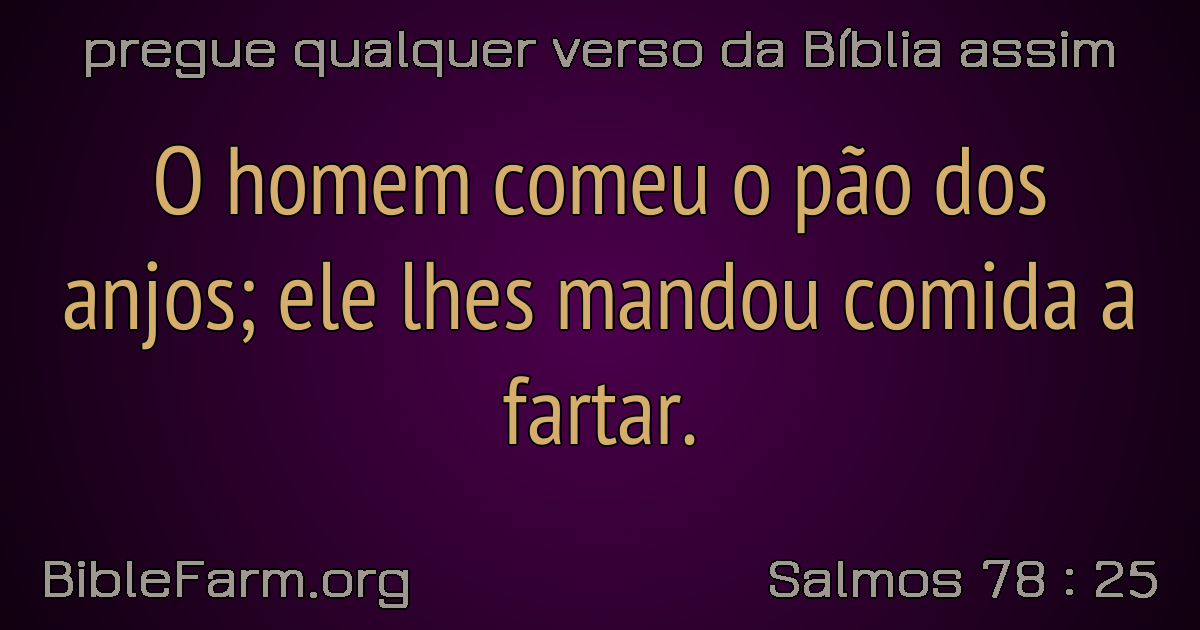 pregue qualquer verso da Bíblia assim
O homem comeu o pão dos
anjos; ele lhes mandou comida a
fartar.
BibleFarm.org
Salmos 78 : 25